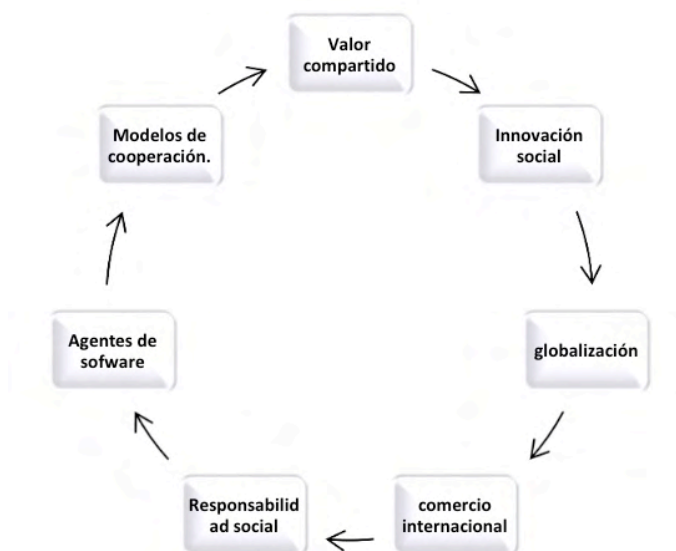 Valor
compartido
Innovación
social
globalización
comercio
internacional
Responsabilid
ad social
Agentes de
sofware
Modelos de
cooperación.